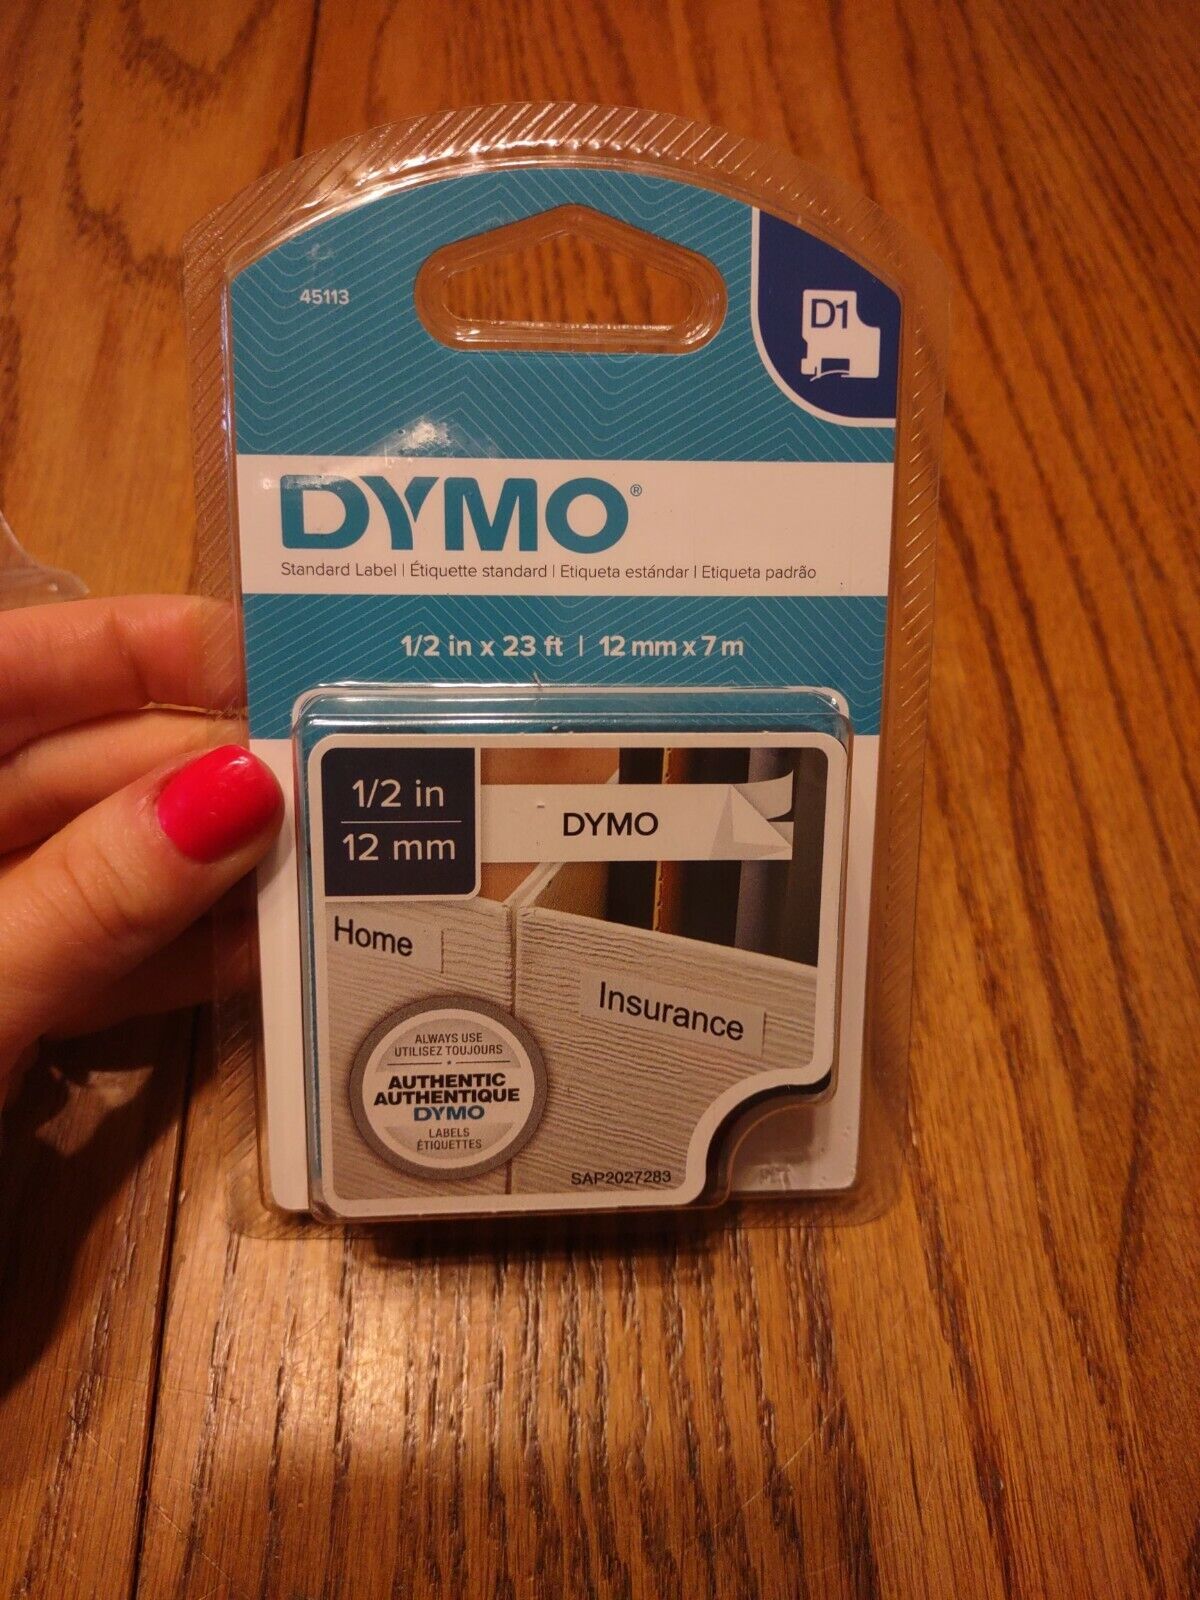 45113
D1
DYMO®
Standard Label | Étiquette standard | Etiqueta estándar | Etiqueta padrão
1/2 in x 23 ft | 12 mm x 7 m
1/2 in
12 mm
DYMO
Home
Insurance
ALWAYS USE
UTILISEZ TOUJOURS
AUTHENTIC
AUTHENTIQUE
DYMO
LABELS
ÉTIQUETTES
SAP2027283